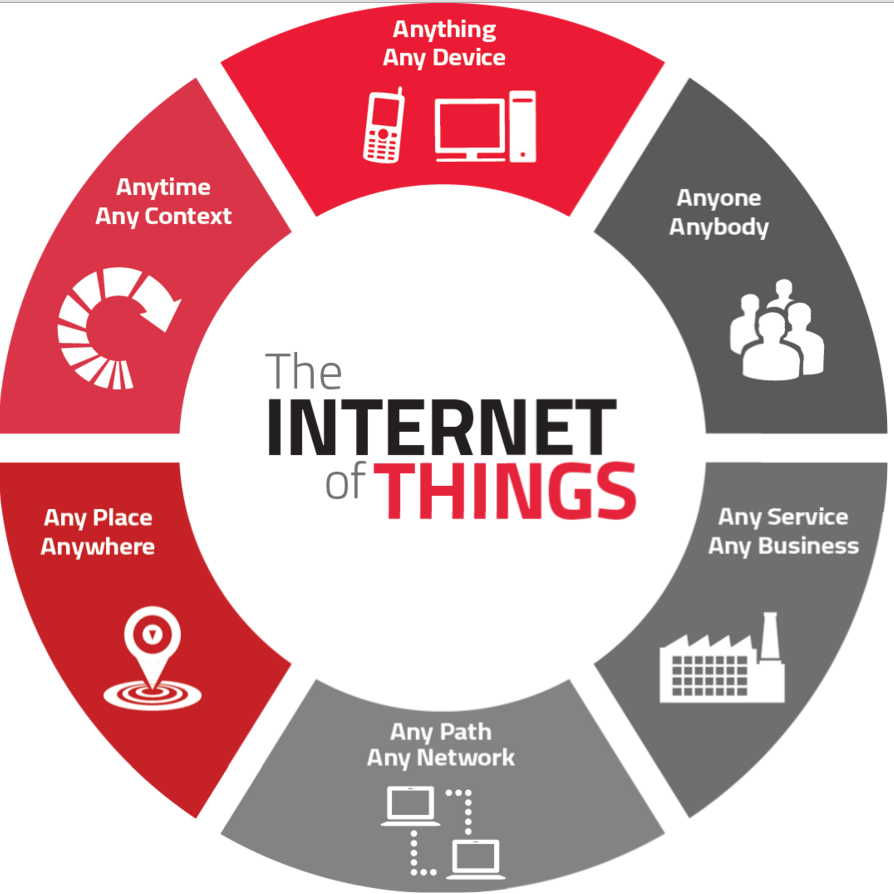 Anything
Any Device
Anyone
Anybody
Any Service
Any Business
Any Path
Any Network
Any Place
Anywhere
Anytime
Any Context
The
INTERNET
of THINGS